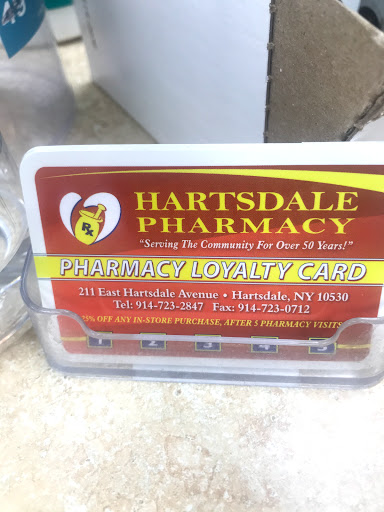 49
HARTSDALE
PHARMACY
Rx
"Serving The Community For Over 50 Years!"
PHARMACY LOYALTY CARD
211 East Hartsdale Avenue • Hartsdale, NY 10530
Tel: 914-723-2847 Fax: 914-723-0712
OFF ANY IN-STORE PURCHASE, AFTER 5 PHARMACY VISITS
1 2 3 4 5